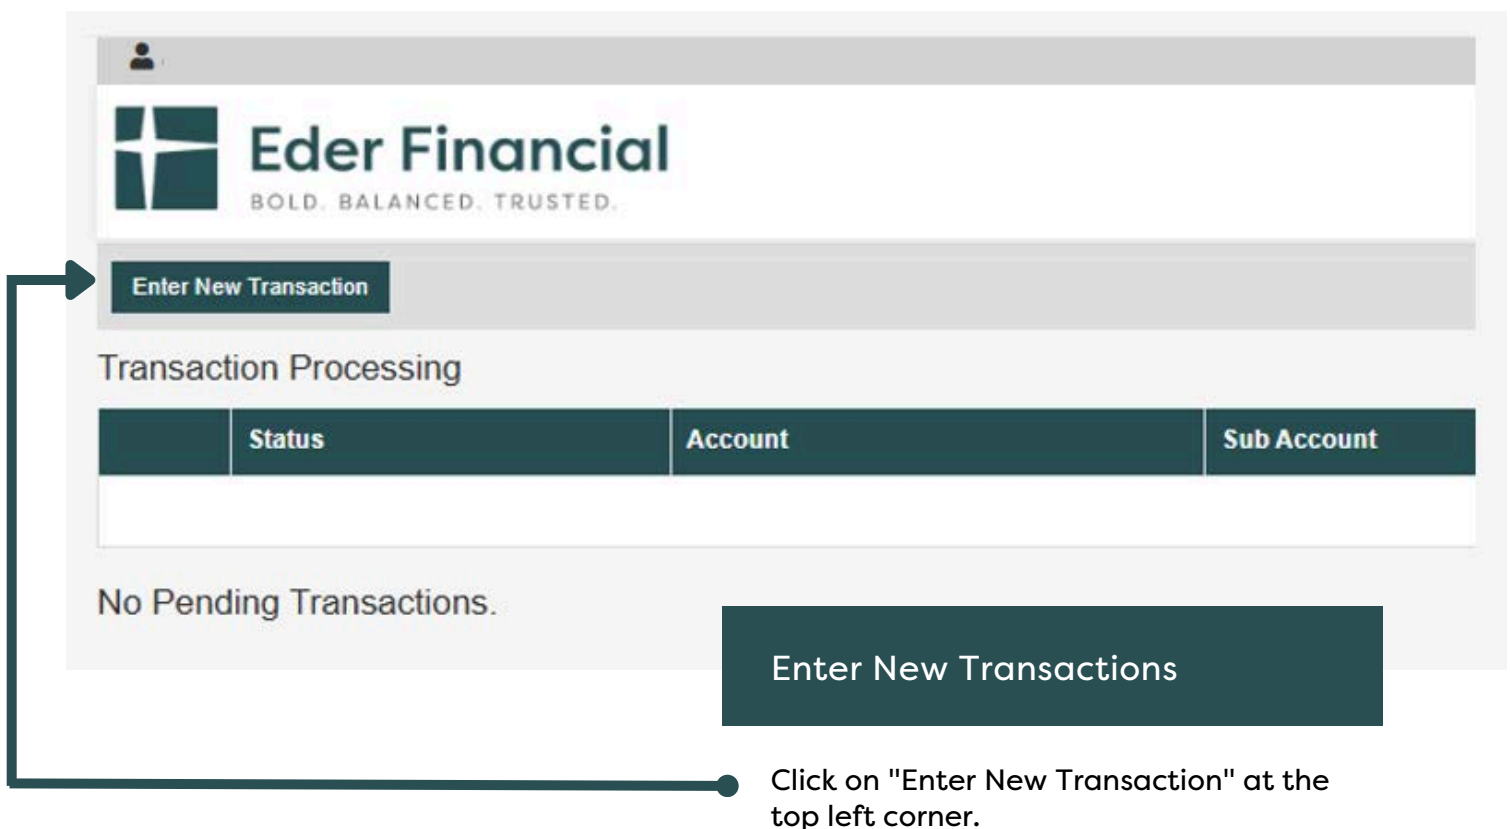 Eder Financial
BOLD. BALANCED. TRUSTED.
Enter New Transaction
Transaction Processing
Status Account Sub Account
No Pending Transactions.
Enter New Transactions
Click on "Enter New Transaction" at the
top left corner.